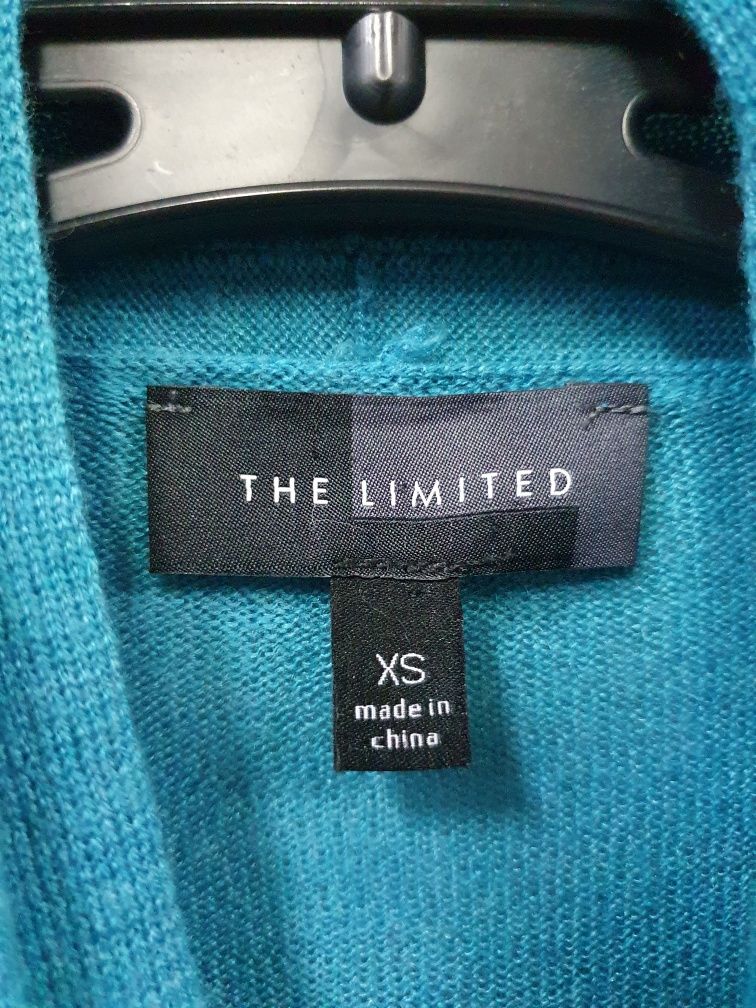 THE LIMITED
XS
made in
china